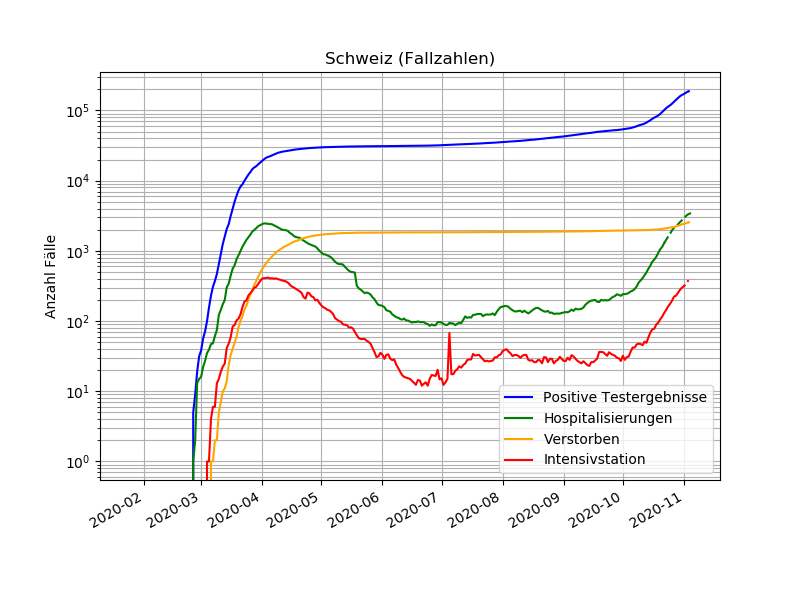 Schweiz (Fallzahlen)
Anzahl Fälle
10⁵
10⁴
10³
10²
10¹
10⁰
2020-02
2020-03
2020-04
2020-05
2020-06
2020-07
2020-08
2020-09
2020-10
2020-11
Positive Testergebnisse
Hospitalisierungen
Verstorben
Intensivstation